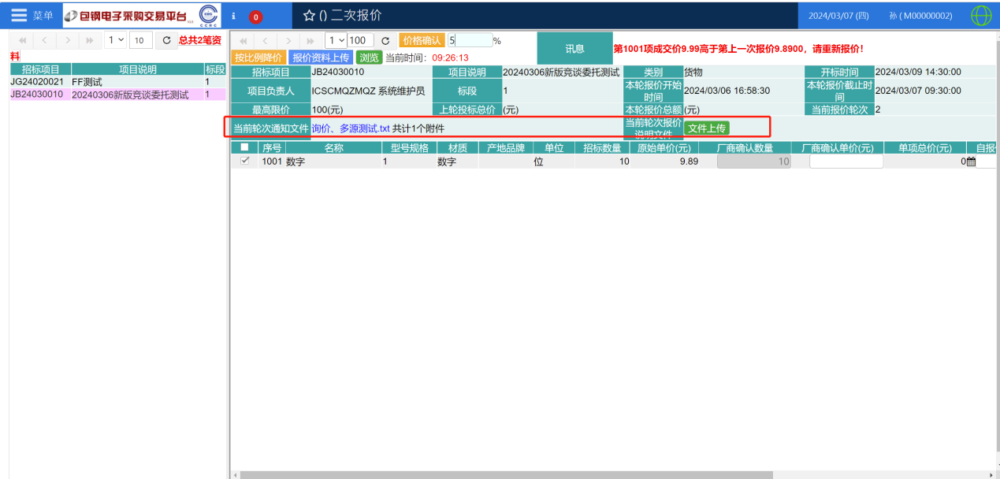 菜单 包钢电子采购交易平台 i 0 () 二次报价 2024/03/07 (四) 孙 ( M00000002)
1 10 总共2笔资料
招标项目 项目说明 标段
JG24020021 FF测试 1
JB24030010 20240306新版竞谈委托测试 1
1 100 价格确认 5 %
按比例降价 报价资料上传 浏览 当前时间：09:26:13
讯息 第1001项成交价9.99高于第上一次报价9.8900，请重新报价！
招标项目 JB24030010 项目说明 20240306新版竞谈委托测试 类别 货物 开标时间 2024/03/09 14:30:00
项目负责人 ICSCMQZMQZ 系统维护员 标段 1 本轮报价开始时间 2024/03/06 16:58:30 本轮报价截止时间 2024/03/07 09:30:00
最高限价 100(元) 上轮投标总价 (元) 本轮报价总额 (元) 当前报价轮次 2
当前轮次通知文件 询价、多源测试.txt 共计1个附件 当前轮次报价说明文件 文件上传
序号 名称 型号规格 材质 产地品牌 单位 招标数量 原始单价(元) 厂商确认数量 厂商确认单价(元) 单项总价(元) 自报
1001 数字 1 数字 位 10 9.89 10 0